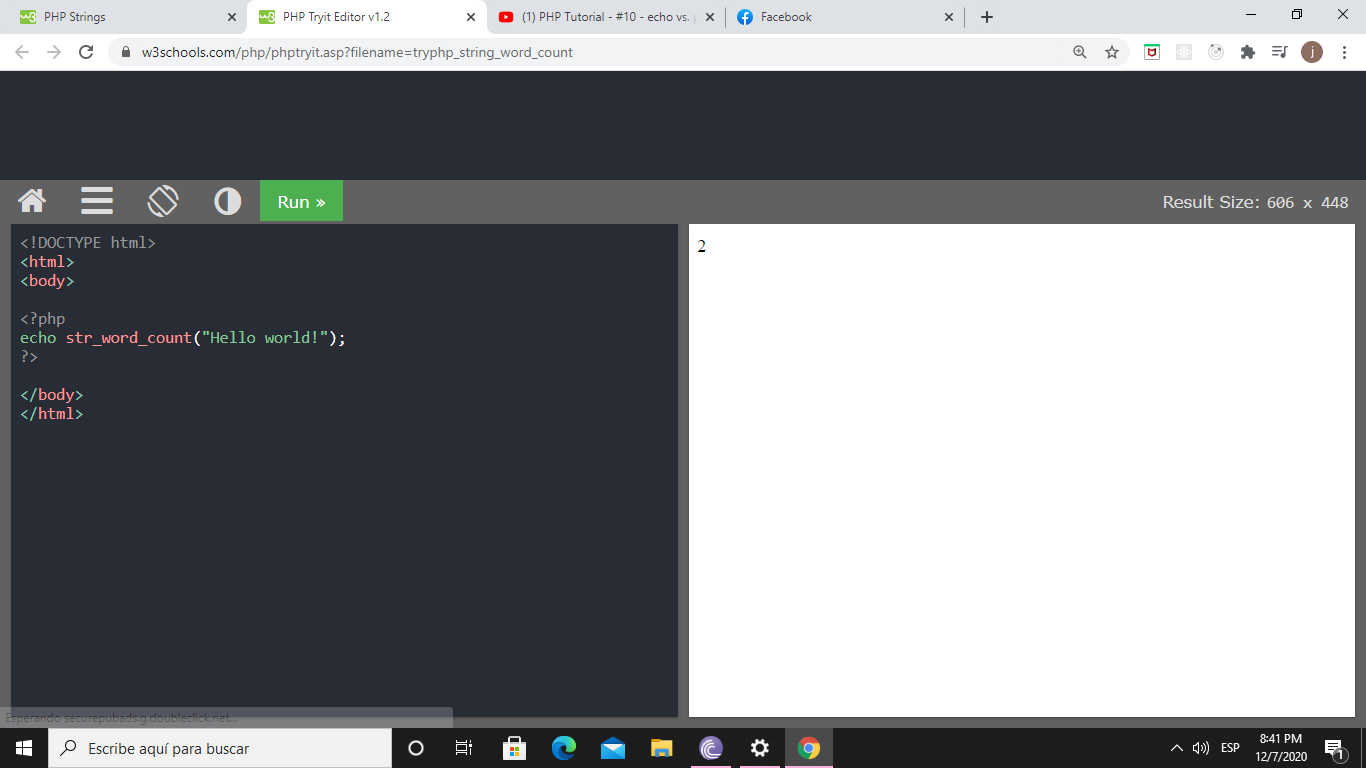 PHP Strings
PHP Tryit Editor v1.2
(1) PHP Tutorial - #10 - echo vs.
Facebook
w3schools.com/php/phptryit.asp?filename=tryphp_string_word_count
j
Run »
Result Size: 606 x 448
<!DOCTYPE html>
<html>
<body>
<?php
echo str_word_count("Hello world!");
?>
</body>
</html>
2
Esperando securepubads.g.doubleclick.net...
Escribe aquí para buscar
ESP
8:41 PM
12/7/2020
1